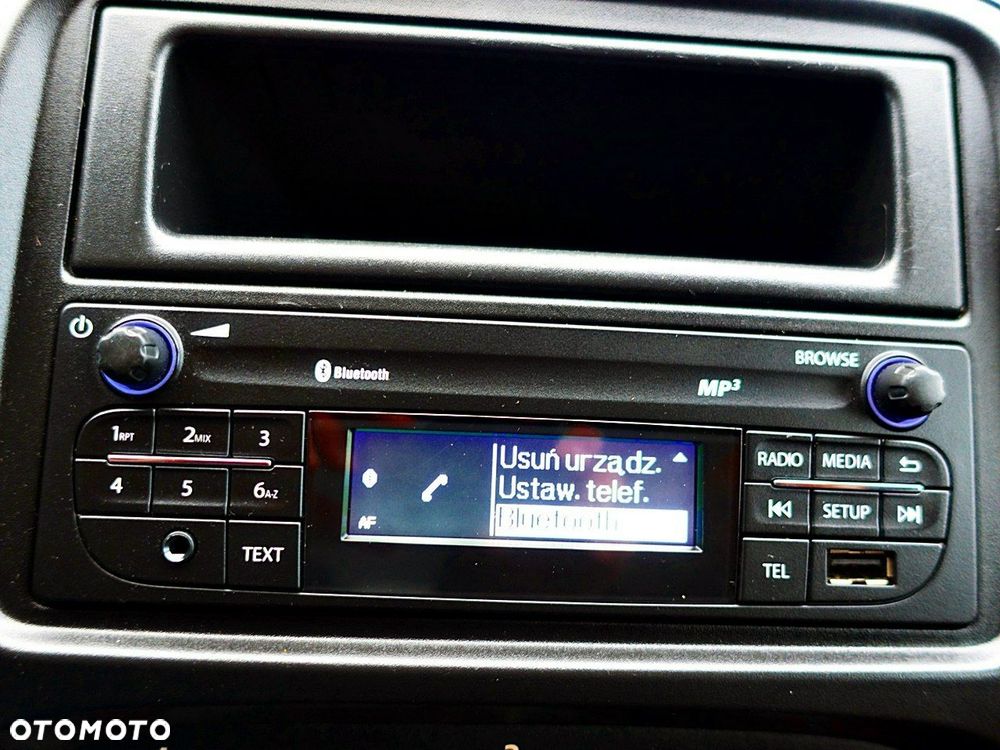 BROWSE
Bluetooth
MP3
1RPT
2MIX
3
RADIO
MEDIA
Usuń urządz.
Ustaw. telef.
Bluetooth
4
5
6A-Z
SETUP
AF
TEXT
TEL
OTOMOTO